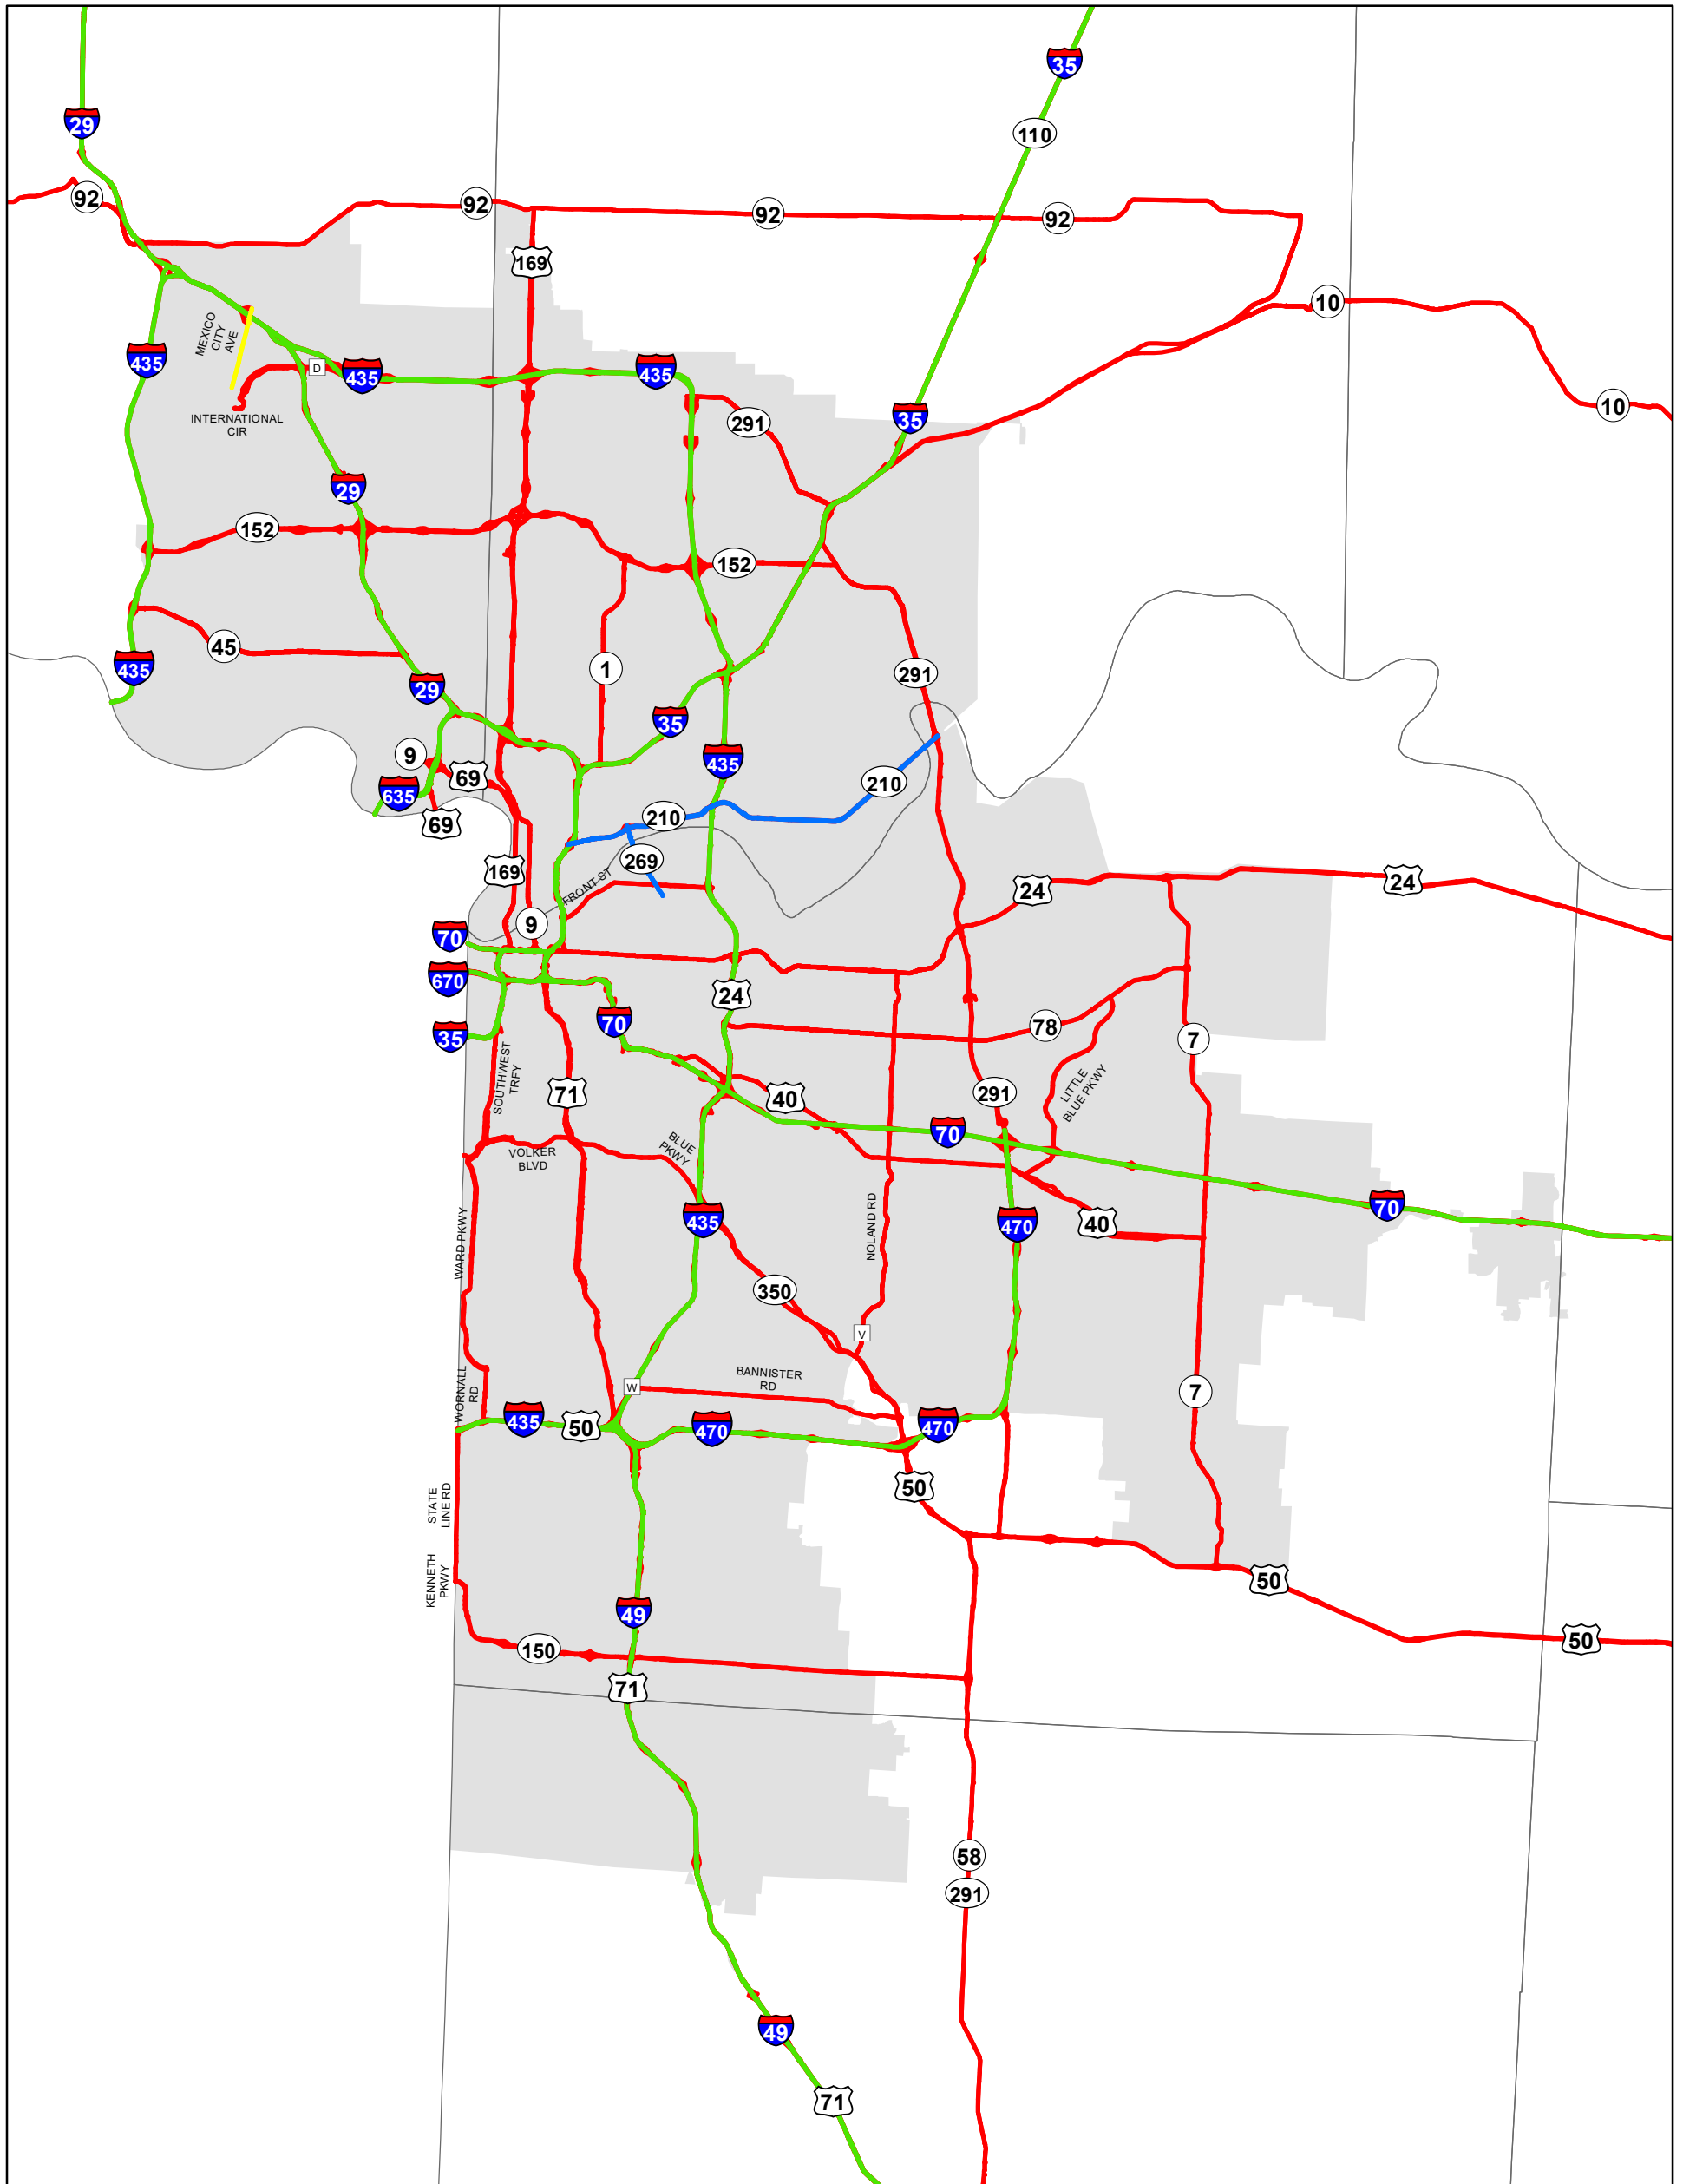 35
29
110
92
92
92
92
169
10
MEXICO
CITY
AVE
435
D
435
435
10
35
INTERNATIONAL
CIR
291
29
152
152
45
1
435
291
29
35
9
435
69
210
635
210
69
269
169
24
24
FRONT ST
9
70
670
24
70
78
35
7
SOUTHWEST
TRFY
71
40
LITTLE
BLUE PKWY
291
70
BLUE
PKWY
VOLKER
BLVD
70
435
NOLAND RD
470
40
WARD PKWY
350
V
BANNISTER
RD
W
7
WORNALL
RD
435
50
470
470
50
STATE
LINE RD
KENNETH
PKWY
50
49
50
150
71
58
291
49
71